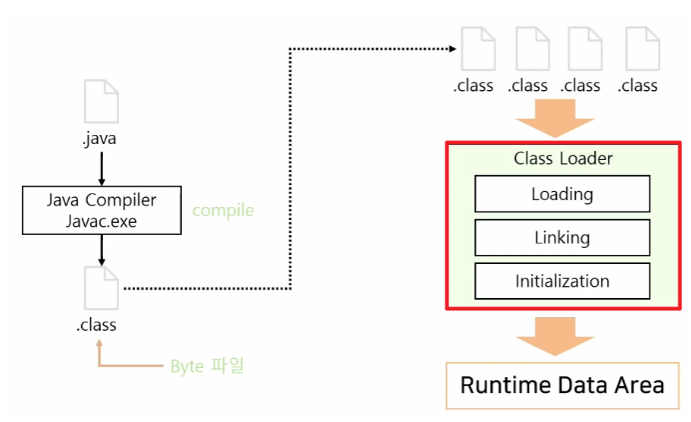 .java
Java Compiler
Javac.exe
compile
.class
Byte 파일
.class .class .class .class
Class Loader
Loading
Linking
Initialization
Runtime Data Area